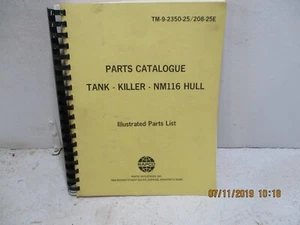 TM-9-2350-25/208-25E
PARTS CATALOGUE
TANK - KILLER - NM116 HULL
Illustrated Parts List
07/11/2019 10:18